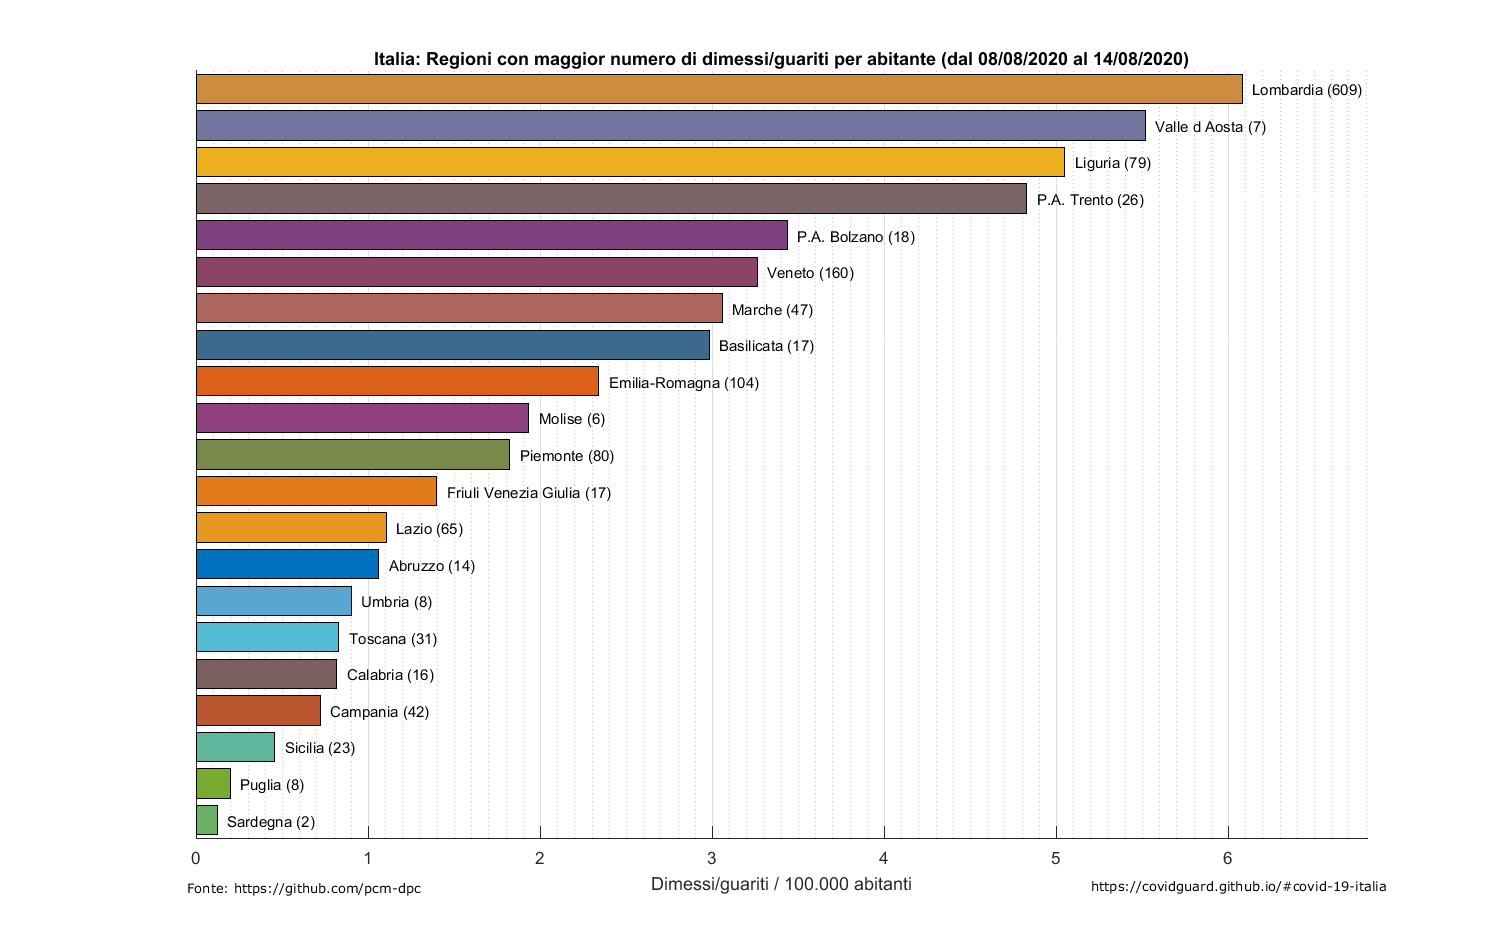 Italia: Regioni con maggior numero di dimessi/guariti per abitante (dal 08/08/2020 al 14/08/2020)
Lombardia (609)
Valle d Aosta (7)
Liguria (79)
P.A. Trento (26)
P.A. Bolzano (18)
Veneto (160)
Marche (47)
Basilicata (17)
Emilia-Romagna (104)
Molise (6)
Piemonte (80)
Friuli Venezia Giulia (17)
Lazio (65)
Abruzzo (14)
Umbria (8)
Toscana (31)
Calabria (16)
Campania (42)
Sicilia (23)
Puglia (8)
Sardegna (2)
0 1 2 3 4 5 6
Dimessi/guariti / 100.000 abitanti
Fonte: https://github.com/pcm-dpc
https://covidguard.github.io/#covid-19-italia